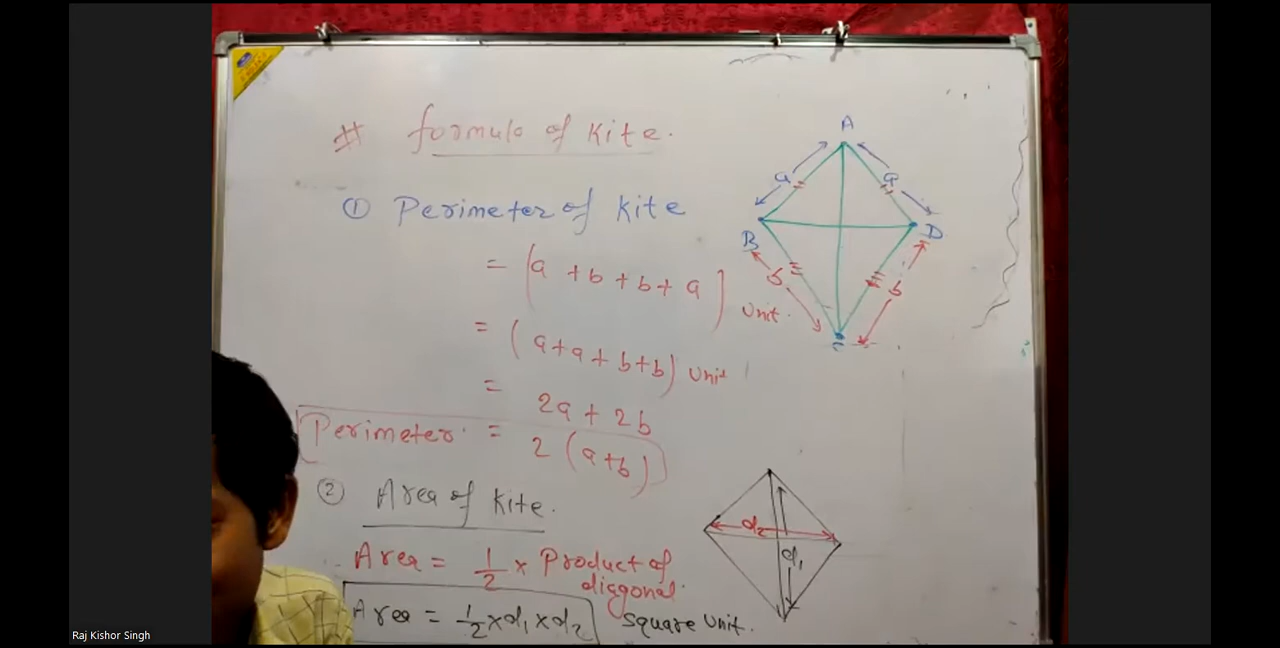 # formula of Kite.
① Perimeter of Kite
= (a + b + b + a) Unit.
= (a+a+b+b) Unit
= 2a + 2b
Perimeter = 2 (a+b)
② Area of Kite.
Area = 1/2 × Product of diagonal.
Area = 1/2 × d₁ × d₂ square Unit.
A
a a
B D
b b
C
d₂
d₁
Raj Kishor Singh